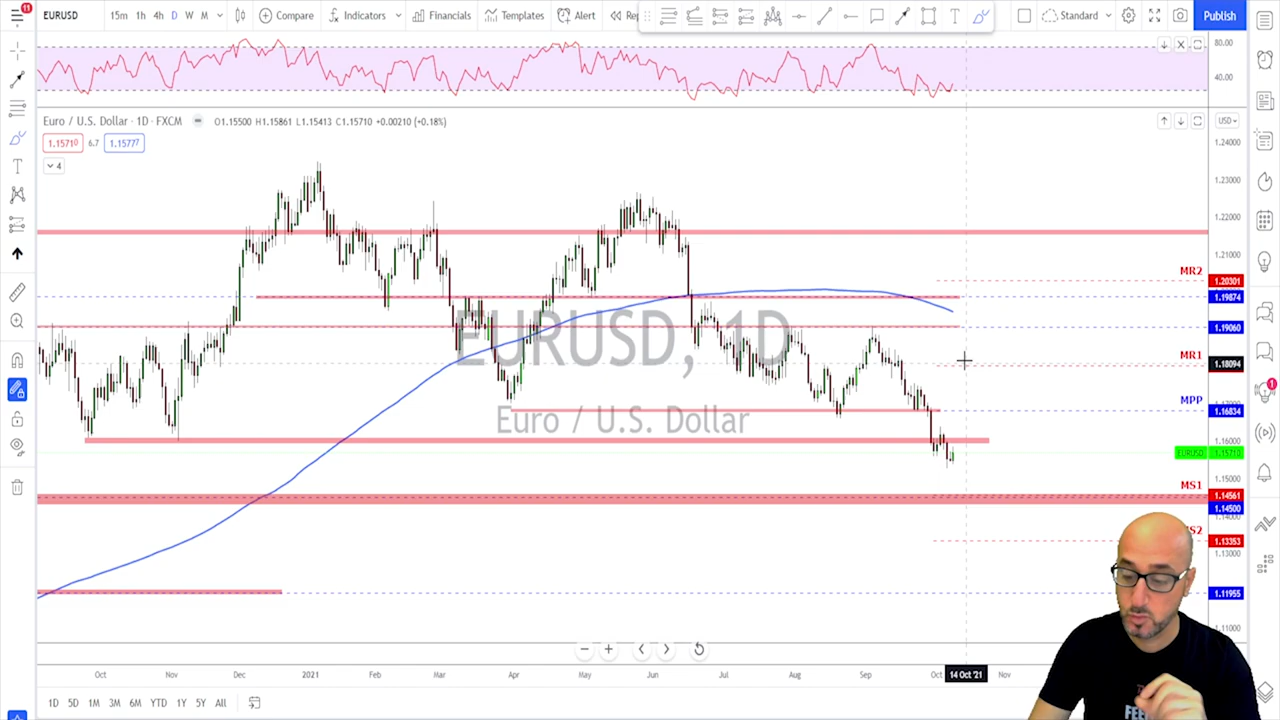 11
EURUSD
15m 1h 4h D W M
Compare
Indicators
Financials
Templates
Alert
Standard
Publish
80.00
40.00
Euro / U.S. Dollar · 1D · FXCM
O1.15500 H1.15861 L1.15413 C1.15710 +0.00210 (+0.18%)
USD
1.15710 6.7 1.15777
4
1.24000
1.23000
1.22000
1.21000
MR2
1.20301
1.19874
EURUSD, 1D
1.19060
MR1
1.18094
1
MPP
1.16834
Euro / U.S. Dollar
1.16000
EURUSD 1.15710
1.15000
MS1
1.14561
1.14500
1.14000
S2
1.13353
1.13000
1.11955
1.11000
Oct Nov Dec 2021 Feb Mar Apr May Jun Jul Aug Sep Oct 14 Oct '21 Nov
1D 5D 1M 3M 6M YTD 1Y 5Y All
FEEL